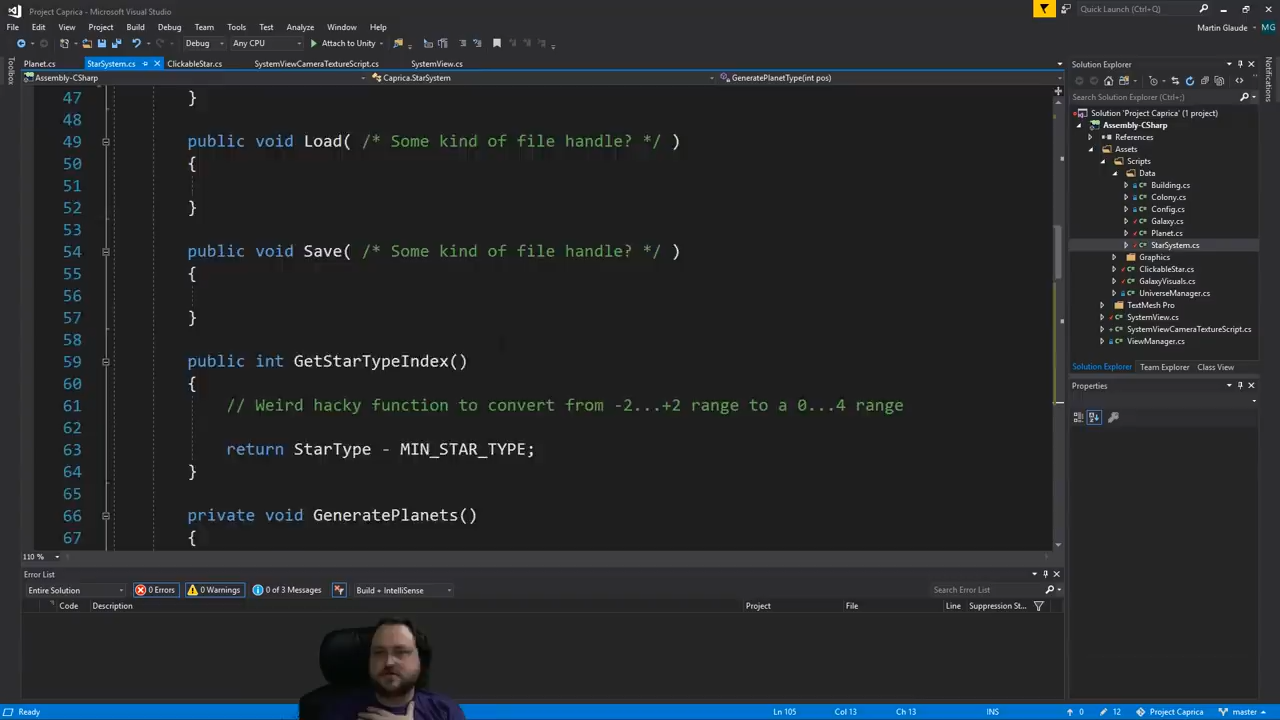 Project Caprica - Microsoft Visual Studio
Quick Launch (Ctrl+Q)
File Edit View Project Build Debug Team Tools Test Analyze Window Help
Martin Glaude MG
Debug Any CPU Attach to Unity
Planet.cs StarSystem.cs ClickableStar.cs SystemViewCameraTextureScript.cs SystemView.cs
Assembly-CSharp Caprica.StarSystem GeneratePlanetType(int pos)
Toolbox
Notifications
47 }
48
49 public void Load( /* Some kind of file handle? */ )
50 {
51
52 }
53
54 public void Save( /* Some kind of file handle? */ )
55 {
56
57 }
58
59 public int GetStarTypeIndex()
60 {
61 // Weird hacky function to convert from -2...+2 range to a 0...4 range
62
63 return StarType - MIN_STAR_TYPE;
64 }
65
66 private void GeneratePlanets()
67 {
110 %
Solution Explorer
Search Solution Explorer (Ctrl+;)
Solution 'Project Caprica' (1 project)
Assembly-CSharp
References
Assets
Scripts
Data
Building.cs
Colony.cs
Config.cs
Galaxy.cs
Planet.cs
StarSystem.cs
Graphics
ClickableStar.cs
GalaxyVisuals.cs
UniverseManager.cs
TextMesh Pro
SystemView.cs
SystemViewCameraTextureScript.cs
ViewManager.cs
Solution Explorer Team Explorer Class View
Properties
Error List
Entire Solution 0 Errors 0 Warnings 0 of 3 Messages Build + IntelliSense Search Error List
Code Description Project File Line Suppression St...
Ready Ln 105 Col 13 Ch 13 INS 0 12 Project Caprica master